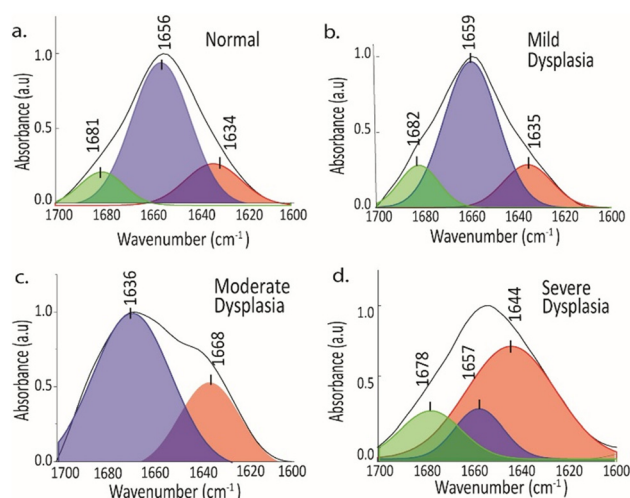 a.
Normal
1656
1681
1634
1.0
0.5
0.0
Absorbance (a.u)
1700 1680 1660 1640 1620 1600
Wavenumber (cm⁻¹)
b.
Mild
Dysplasia
1659
1682
1635
1.0
0.5
0.0
Absorbance (a.u)
1700 1680 1660 1640 1620 1600
Wavenumber (cm⁻¹)
c.
Moderate
Dysplasia
1636
1668
1.0
0.5
0.0
Absorbance (a.u)
1700 1680 1660 1640 1620 1600
Wavenumber (cm⁻¹)
d.
Severe
Dysplasia
1644
1678
1657
1.0
0.5
0.0
Absorbance (a.u)
1700 1680 1660 1640 1620 1600
Wavenumber (cm⁻¹)